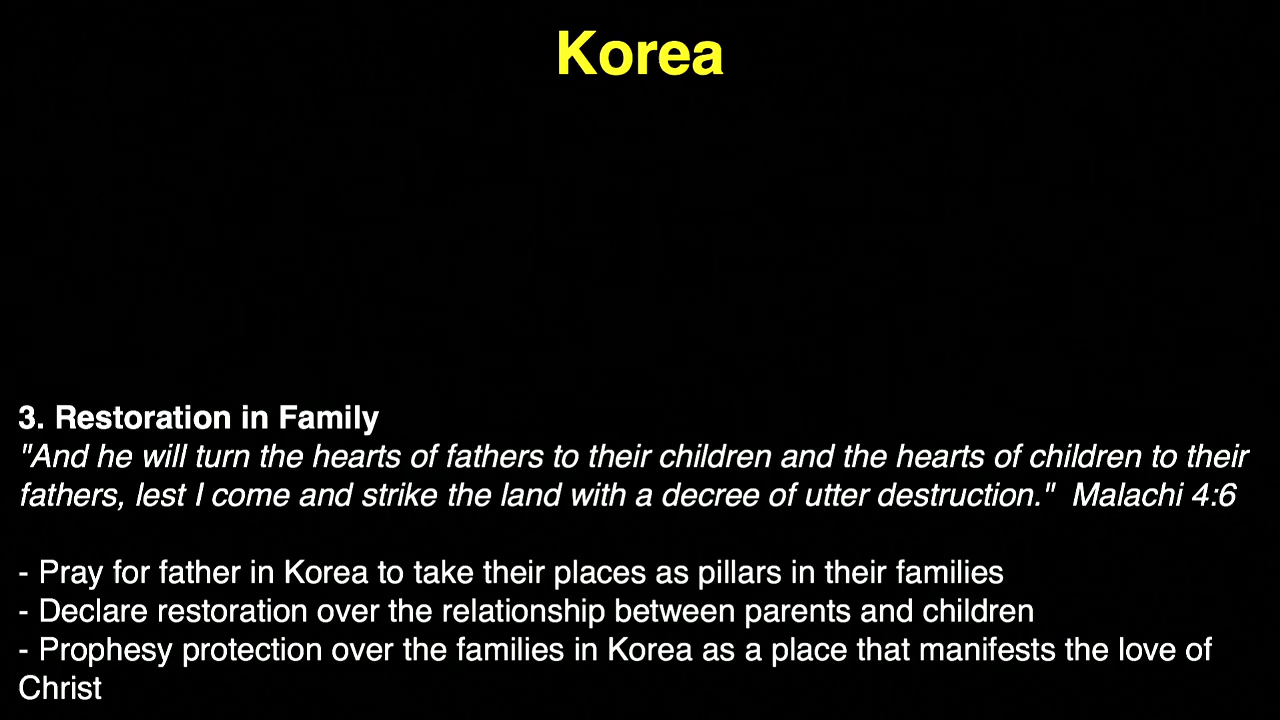 Korea
3. Restoration in Family
"And he will turn the hearts of fathers to their children and the hearts of children to their
fathers, lest I come and strike the land with a decree of utter destruction."  Malachi 4:6
- Pray for father in Korea to take their places as pillars in their families
- Declare restoration over the relationship between parents and children
- Prophesy protection over the families in Korea as a place that manifests the love of
Christ